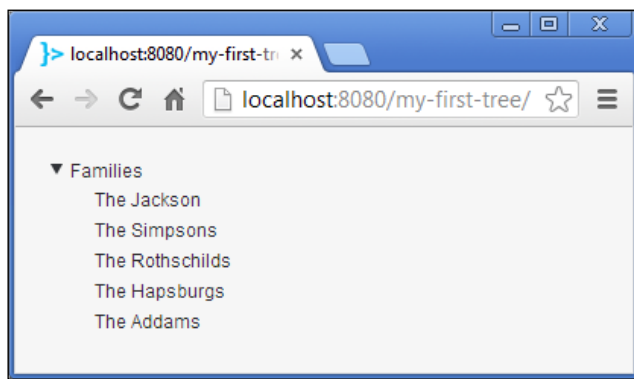 localhost:8080/my-first-tr
localhost:8080/my-first-tree/
Families
The Jackson
The Simpsons
The Rothschilds
The Hapsburgs
The Addams